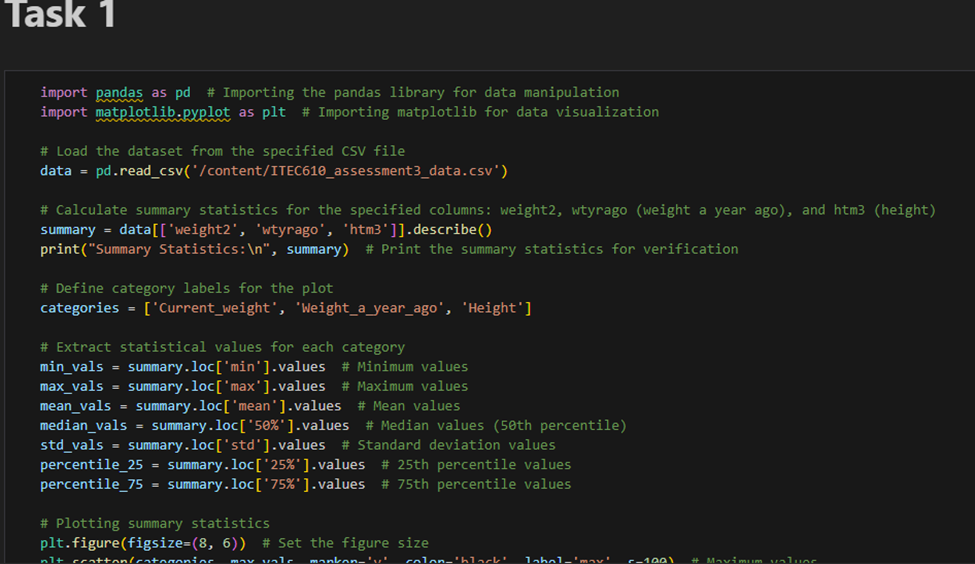 Task 1
import pandas as pd  # Importing the pandas library for data manipulation
import matplotlib.pyplot as plt  # Importing matplotlib for data visualization
# Load the dataset from the specified CSV file
data = pd.read_csv('/content/ITEC610_assessment3_data.csv')
# Calculate summary statistics for the specified columns: weight2, wtyrago (weight a year ago), and htm3 (height)
summary = data[['weight2', 'wtyrago', 'htm3']].describe()
print("Summary Statistics:\n", summary)  # Print the summary statistics for verification
# Define category labels for the plot
categories = ['Current_weight', 'Weight_a_year_ago', 'Height']
# Extract statistical values for each category
min_vals = summary.loc['min'].values  # Minimum values
max_vals = summary.loc['max'].values  # Maximum values
mean_vals = summary.loc['mean'].values  # Mean values
median_vals = summary.loc['50%'].values  # Median values (50th percentile)
std_vals = summary.loc['std'].values  # Standard deviation values
percentile_25 = summary.loc['25%'].values  # 25th percentile values
percentile_75 = summary.loc['75%'].values  # 75th percentile values
# Plotting summary statistics
plt.figure(figsize=(8, 6))  # Set the figure size
plt.scatter(categories, max_vals, marker='v', color='black', label='max', s=100)  # Maximum values